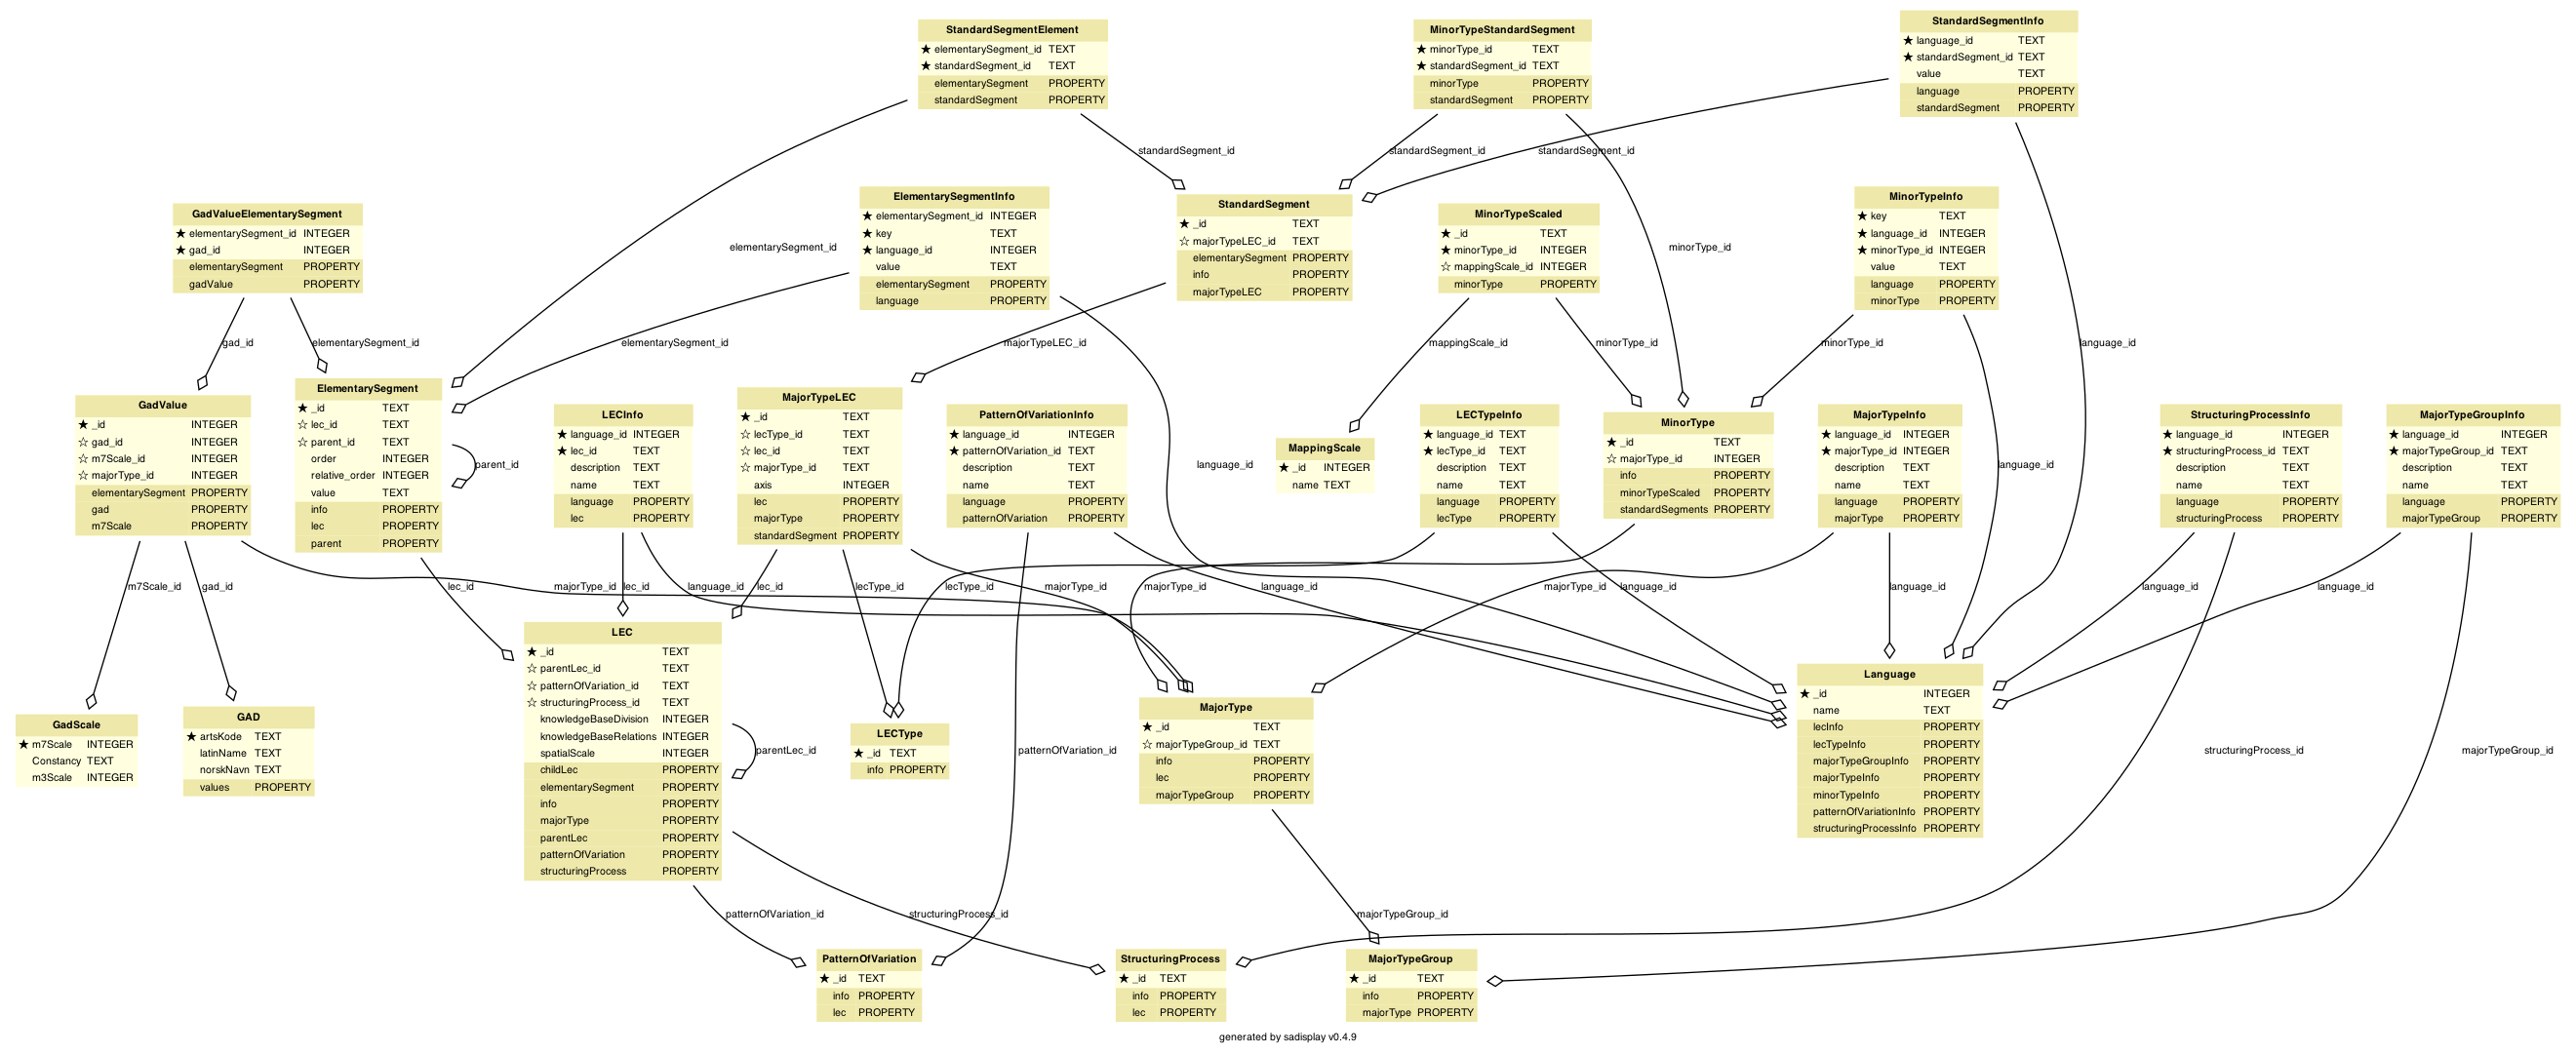 StandardSegmentElement
★ elementarySegment_id TEXT
★ standardSegment_id TEXT
elementarySegment PROPERTY
standardSegment PROPERTY
MinorTypeStandardSegment
★ minorType_id TEXT
★ standardSegment_id TEXT
minorType PROPERTY
standardSegment PROPERTY
StandardSegmentInfo
★ language_id TEXT
★ standardSegment_id TEXT
value TEXT
language PROPERTY
standardSegment PROPERTY
standardSegment_id
standardSegment_id
standardSegment_id
GadValueElementarySegment
★ elementarySegment_id INTEGER
★ gad_id INTEGER
elementarySegment PROPERTY
gadValue PROPERTY
elementarySegment_id
ElementarySegmentInfo
★ elementarySegment_id INTEGER
★ key TEXT
★ language_id INTEGER
value TEXT
elementarySegment PROPERTY
language PROPERTY
StandardSegment
★ _id TEXT
☆ majorTypeLEC_id TEXT
elementarySegment PROPERTY
info PROPERTY
majorTypeLEC PROPERTY
MinorTypeScaled
★ _id TEXT
★ minorType_id INTEGER
☆ mappingScale_id INTEGER
minorType PROPERTY
minorType_id
MinorTypeInfo
★ key TEXT
★ language_id INTEGER
★ minorType_id INTEGER
value TEXT
language PROPERTY
minorType PROPERTY
gad_id
elementarySegment_id
elementarySegment_id
majorTypeLEC_id
mappingScale_id
minorType_id
minorType_id
language_id
GadValue
★ _id INTEGER
☆ gad_id INTEGER
☆ m7Scale_id INTEGER
☆ majorType_id INTEGER
elementarySegment PROPERTY
gad PROPERTY
m7Scale PROPERTY
ElementarySegment
★ _id TEXT
☆ lec_id TEXT
☆ parent_id TEXT
order INTEGER
relative_order INTEGER
value TEXT
info PROPERTY
lec PROPERTY
parent PROPERTY
parent_id
LECInfo
★ language_id INTEGER
★ lec_id TEXT
description TEXT
name TEXT
language PROPERTY
lec PROPERTY
MajorTypeLEC
★ _id TEXT
☆ lecType_id TEXT
☆ lec_id TEXT
☆ majorType_id TEXT
axis INTEGER
lec PROPERTY
majorType PROPERTY
standardSegment PROPERTY
PatternOfVariationInfo
★ language_id INTEGER
★ patternOfVariation_id TEXT
description TEXT
name TEXT
language PROPERTY
patternOfVariation PROPERTY
language_id
MappingScale
★ _id INTEGER
name TEXT
LECTypeInfo
★ language_id TEXT
★ lecType_id TEXT
description TEXT
name TEXT
language PROPERTY
lecType PROPERTY
MinorType
★ _id TEXT
☆ majorType_id INTEGER
info PROPERTY
minorTypeScaled PROPERTY
standardSegments PROPERTY
MajorTypeInfo
★ language_id INTEGER
★ majorType_id INTEGER
description TEXT
name TEXT
language PROPERTY
majorType PROPERTY
language_id
StructuringProcessInfo
★ language_id INTEGER
★ structuringProcess_id TEXT
description TEXT
name TEXT
language PROPERTY
structuringProcess PROPERTY
MajorTypeGroupInfo
★ language_id INTEGER
★ majorTypeGroup_id TEXT
description TEXT
name TEXT
language PROPERTY
majorTypeGroup PROPERTY
m7Scale_id
gad_id
lec_id
majorType_id
lec_id
language_id
lec_id
lecType_id
lecType_id
majorType_id
majorType_id
language_id
majorType_id
language_id
language_id
language_id
language_id
GadScale
★ m7Scale INTEGER
Constancy TEXT
m3Scale INTEGER
GAD
★ artsKode TEXT
latinName TEXT
norskNavn TEXT
values PROPERTY
LEC
★ _id TEXT
☆ parentLec_id TEXT
☆ patternOfVariation_id TEXT
☆ structuringProcess_id TEXT
knowledgeBaseDivision INTEGER
knowledgeBaseRelations INTEGER
spatialScale INTEGER
childLec PROPERTY
elementarySegment PROPERTY
info PROPERTY
majorType PROPERTY
parentLec PROPERTY
patternOfVariation PROPERTY
structuringProcess PROPERTY
parentLec_id
LECType
★ _id TEXT
info PROPERTY
patternOfVariation_id
MajorType
★ _id TEXT
☆ majorTypeGroup_id TEXT
info PROPERTY
lec PROPERTY
majorTypeGroup PROPERTY
Language
★ _id INTEGER
name TEXT
lecInfo PROPERTY
lecTypeInfo PROPERTY
majorTypeGroupInfo PROPERTY
majorTypeInfo PROPERTY
minorTypeInfo PROPERTY
patternOfVariationInfo PROPERTY
structuringProcessInfo PROPERTY
structuringProcess_id
majorTypeGroup_id
patternOfVariation_id
structuringProcess_id
majorTypeGroup_id
PatternOfVariation
★ _id TEXT
info PROPERTY
lec PROPERTY
StructuringProcess
★ _id TEXT
info PROPERTY
lec PROPERTY
MajorTypeGroup
★ _id TEXT
info PROPERTY
majorType PROPERTY
generated by sadisplay v0.4.9